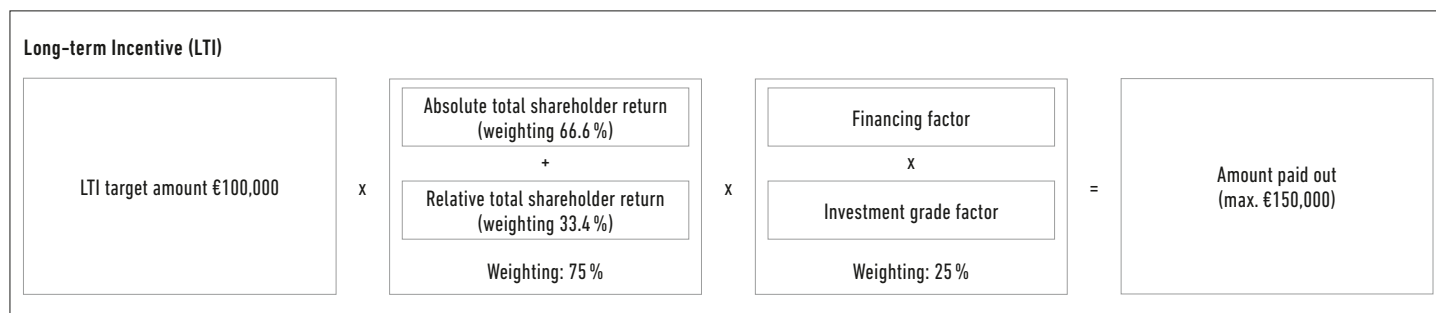 Long-term Incentive (LTI)
LTI target amount €100,000
x
Absolute total shareholder return
(weighting 66.6 %)
+
Relative total shareholder return
(weighting 33.4 %)
Weighting: 75 %
x
Financing factor
x
Investment grade factor
Weighting: 25 %
=
Amount paid out
(max. €150,000)